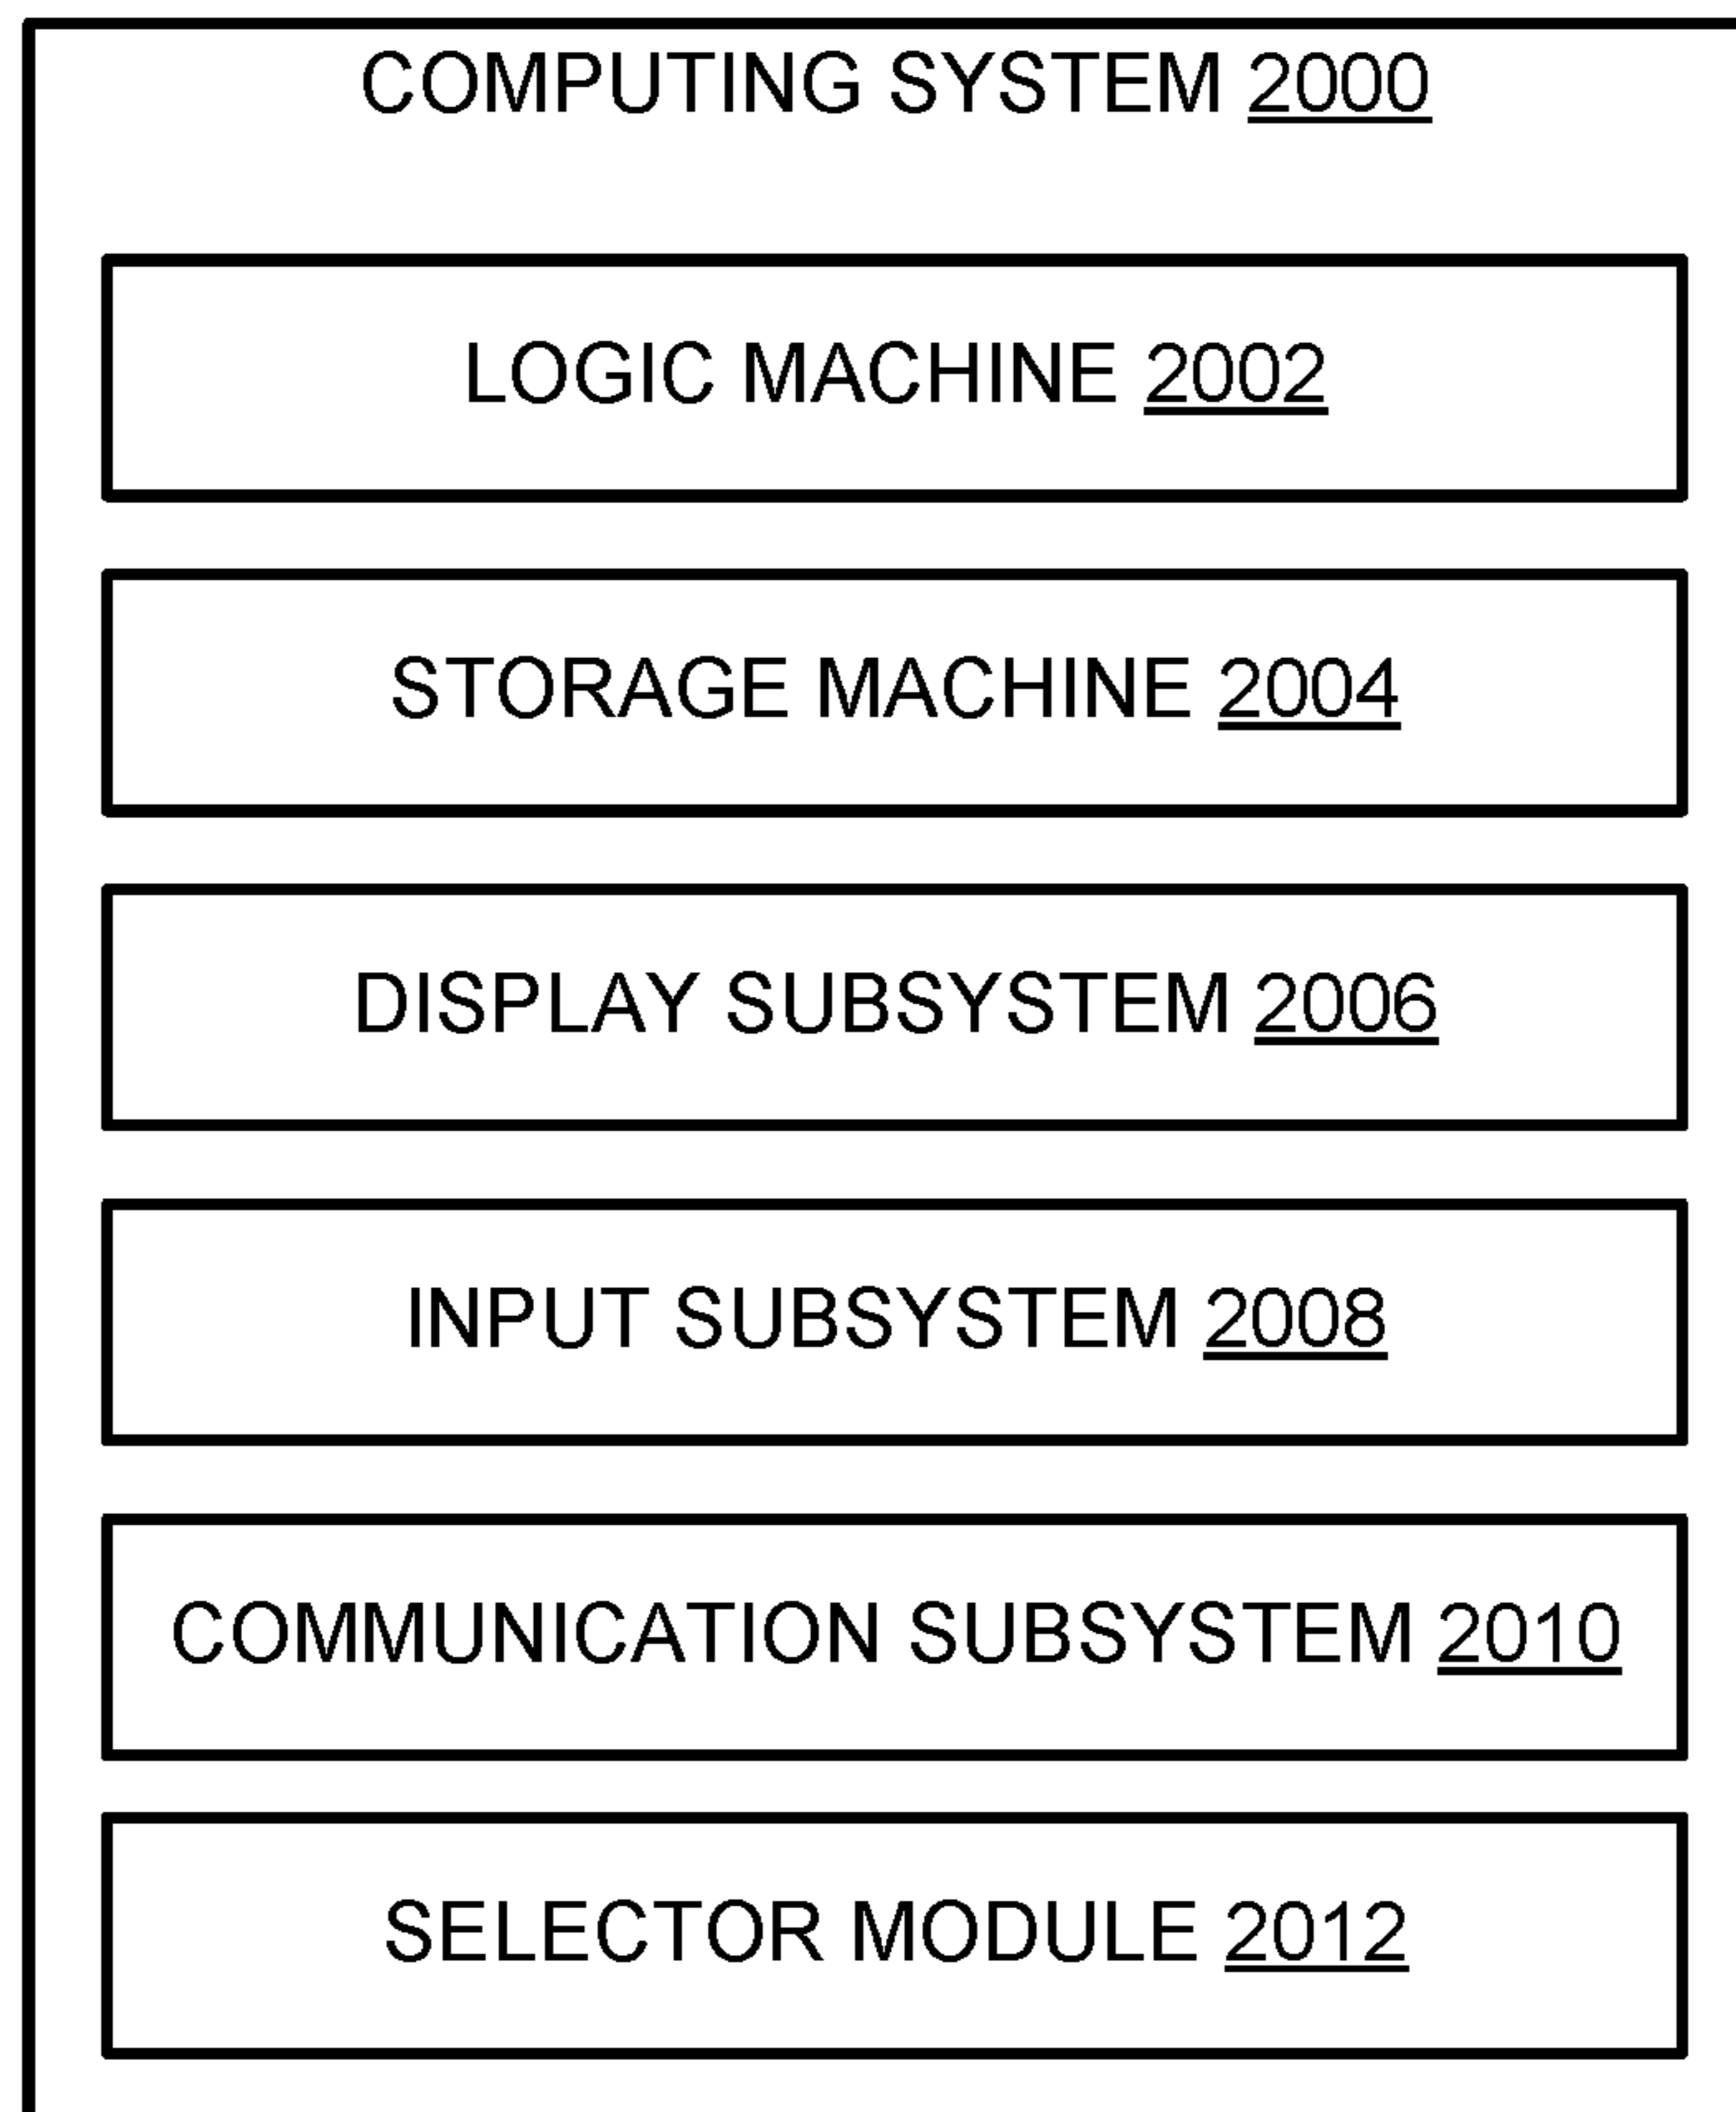 COMPUTING SYSTEM 2000
LOGIC MACHINE 2002
STORAGE MACHINE 2004
DISPLAY SUBSYSTEM 2006
INPUT SUBSYSTEM 2008
COMMUNICATION SUBSYSTEM 2010
SELECTOR MODULE 2012